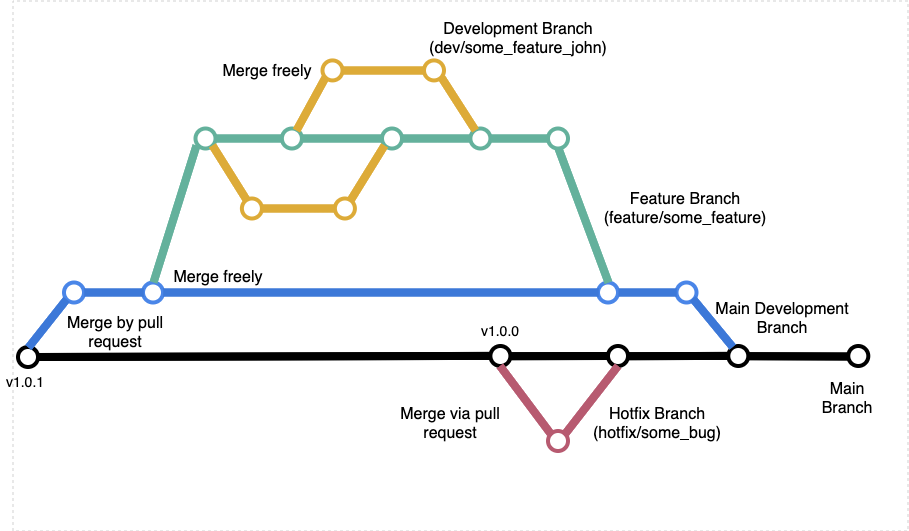 Development Branch
(dev/some_feature_john)
Merge freely
Feature Branch
(feature/some_feature)
Merge freely
Merge by pull
request
Main Development
Branch
v1.0.0
v1.0.1
Main
Branch
Merge via pull
request
Hotfix Branch
(hotfix/some_bug)